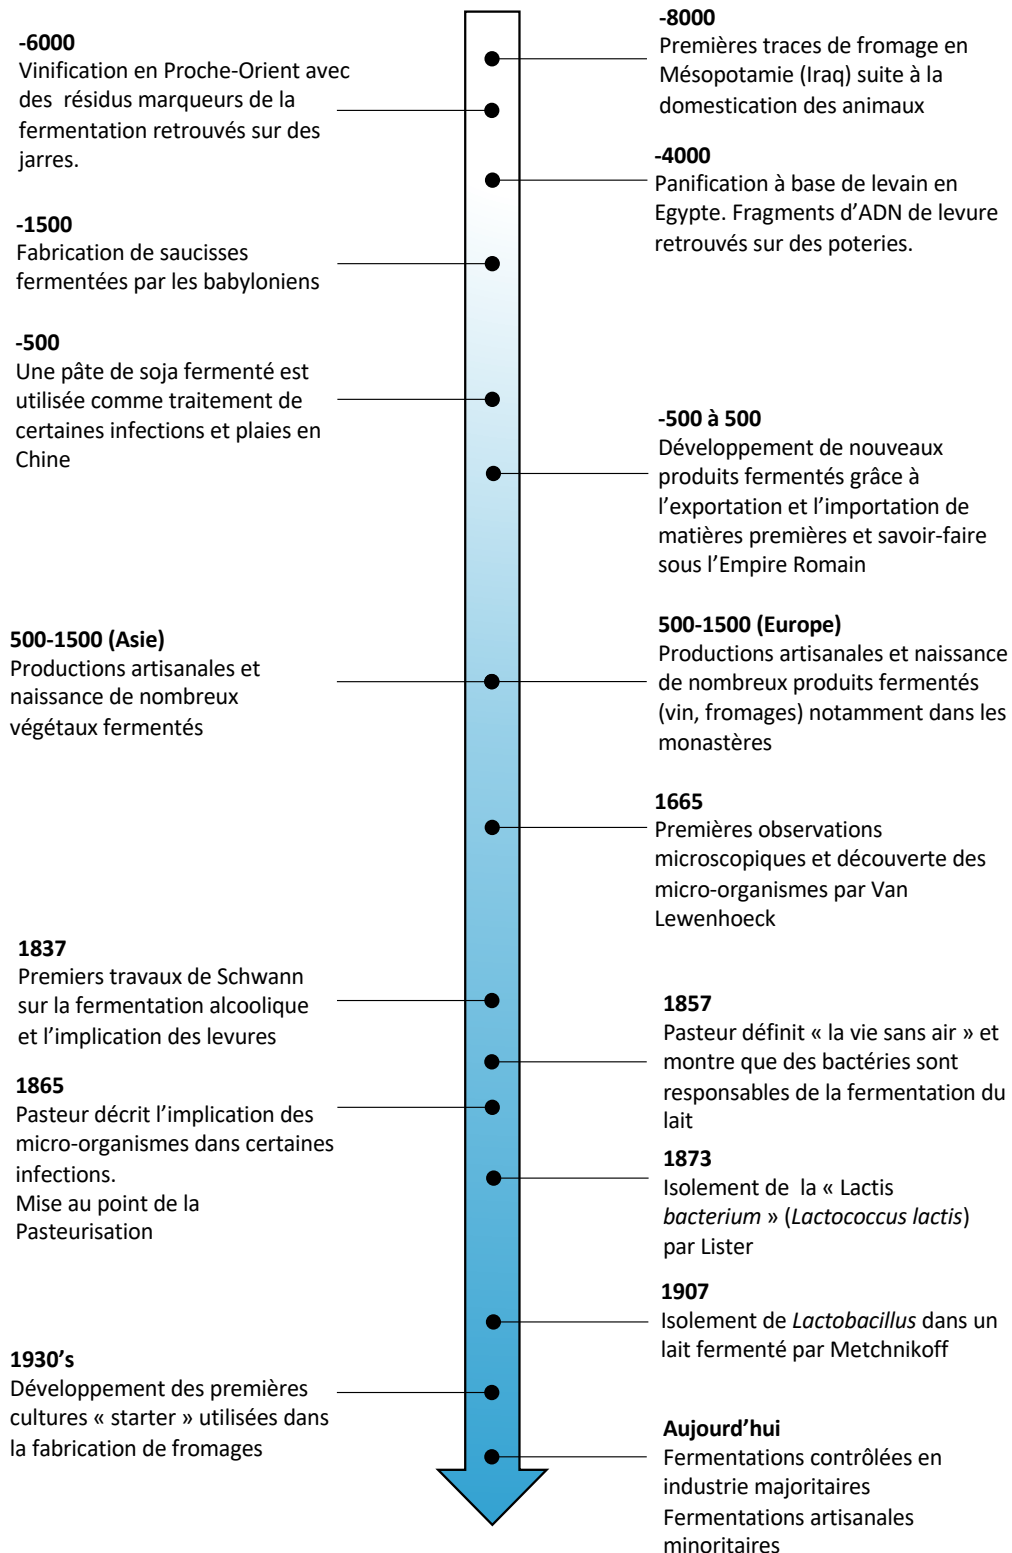 -8000
Premières traces de fromage en
Mésopotamie (Iraq) suite à la
domestication des animaux
-6000
Vinification en Proche-Orient avec
des résidus marqueurs de la
fermentation retrouvés sur des
jarres.
-4000
Panification à base de levain en
Egypte. Fragments d’ADN de levure
retrouvés sur des poteries.
-1500
Fabrication de saucisses
fermentées par les babyloniens
-500
Une pâte de soja fermenté est
utilisée comme traitement de
certaines infections et plaies en
Chine
-500 à 500
Développement de nouveaux
produits fermentés grâce à
l’exportation et l’importation de
matières premières et savoir-faire
sous l’Empire Romain
500-1500 (Asie)
Productions artisanales et
naissance de nombreux
végétaux fermentés
500-1500 (Europe)
Productions artisanales et naissance
de nombreux produits fermentés
(vin, fromages) notamment dans les
monastères
1665
Premières observations
microscopiques et découverte des
micro-organismes par Van
Lewenhoeck
1837
Premiers travaux de Schwann
sur la fermentation alcoolique
et l’implication des levures
1857
Pasteur définit « la vie sans air » et
montre que des bactéries sont
responsables de la fermentation du
lait
1865
Pasteur décrit l’implication des
micro-organismes dans certaines
infections.
Mise au point de la
Pasteurisation
1873
Isolement de la « Lactis
bacterium » (Lactococcus lactis)
par Lister
1907
Isolement de Lactobacillus dans un
lait fermenté par Metchnikoff
1930’s
Développement des premières
cultures « starter » utilisées dans
la fabrication de fromages
Aujourd’hui
Fermentations contrôlées en
industrie majoritaires
Fermentations artisanales
minoritaires